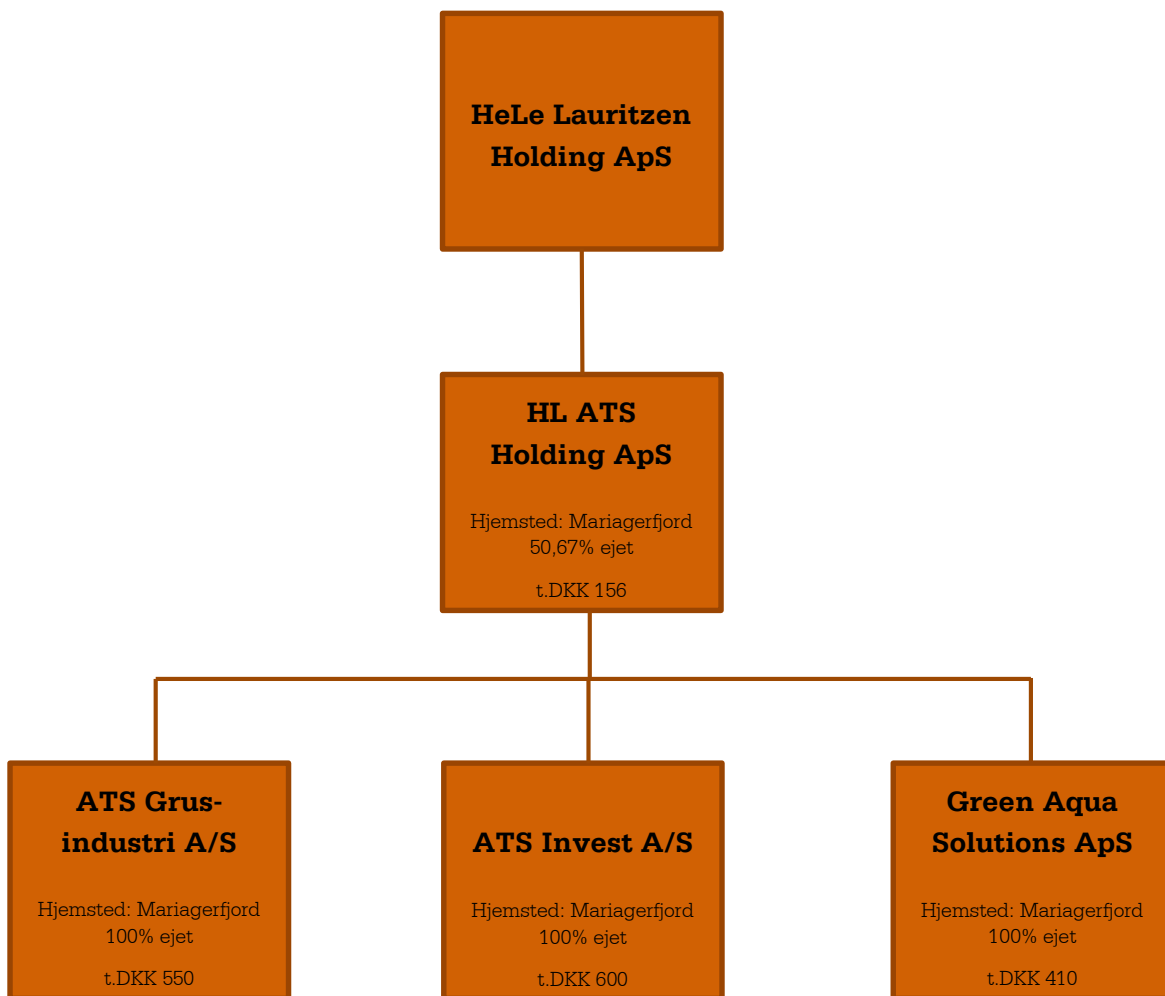 HeLe Lauritzen
Holding ApS
HL ATS
Holding ApS
Hjemsted: Mariagerfjord
50,67% ejet
t.DKK 156
ATS Grus-
industri A/S
Hjemsted: Mariagerfjord
100% ejet
t.DKK 550
ATS Invest A/S
Hjemsted: Mariagerfjord
100% ejet
t.DKK 600
Green Aqua
Solutions ApS
Hjemsted: Mariagerfjord
100% ejet
t.DKK 410